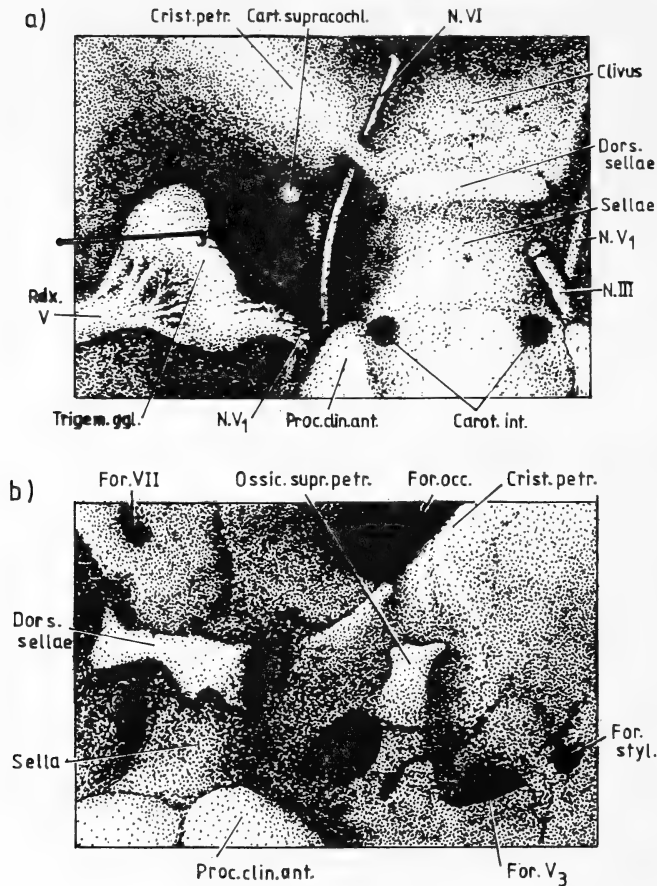 a)
Crist.petr.
Cart.supracochl.
N.VI
Clivus
Dors.
sellae
Sellae
N.V1
N.III
Rdx.
V
Trigem.ggl.
N.V1
Proc.clin.ant.
Carot.int.
b)
For.VII
Ossic.supr.petr.
For.occ.
Crist.petr.
Dors.
sellae
Sella
For.
styl.
Proc.clin.ant.
For.V3